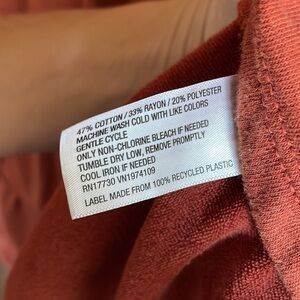 47% COTTON / 33% RAYON / 20% POLYESTER
MACHINE WASH COLD WITH LIKE COLORS
GENTLE CYCLE
ONLY NON-CHLORINE BLEACH IF NEEDED
TUMBLE DRY LOW, REMOVE PROMPTLY
COOL IRON IF NEEDED
RN17730 VN1974109
LABEL MADE FROM 100% RECYCLED PLASTIC